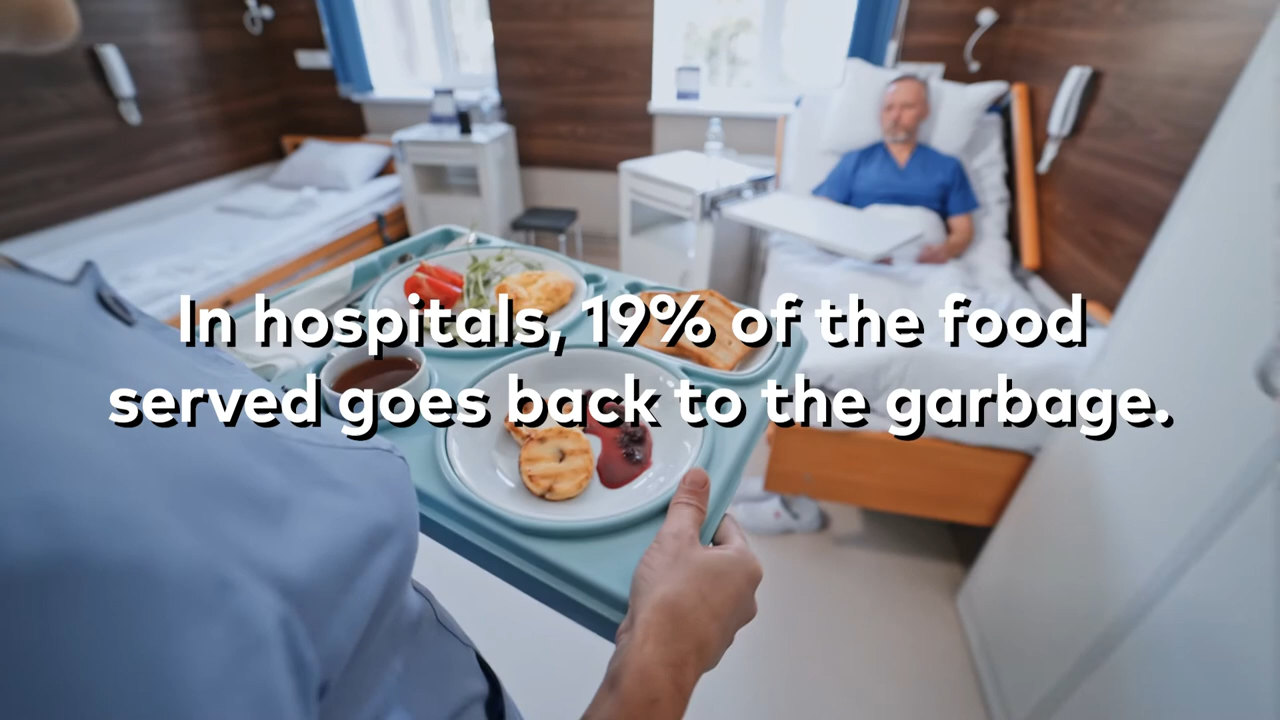 In hospitals, 19% of the food
served goes back to the garbage.